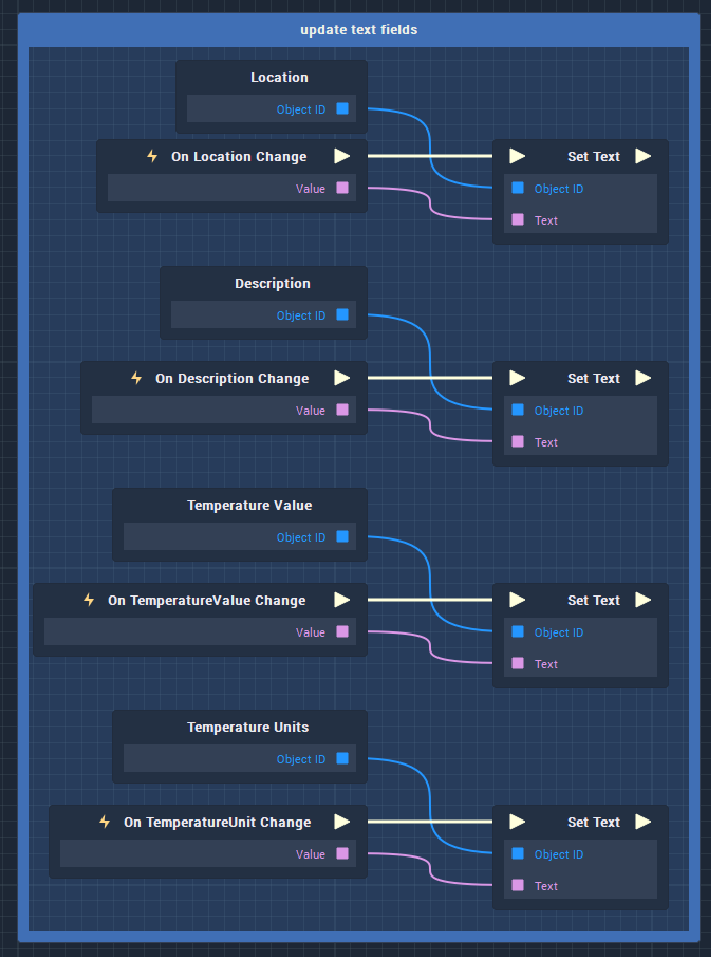 update text fields
Location
Object ID
On Location Change
Set Text
Value
Object ID
Text
Description
Object ID
On Description Change
Set Text
Value
Object ID
Text
Temperature Value
Object ID
On TemperatureValue Change
Set Text
Value
Object ID
Text
Temperature Units
Object ID
On TemperatureUnit Change
Set Text
Value
Object ID
Text